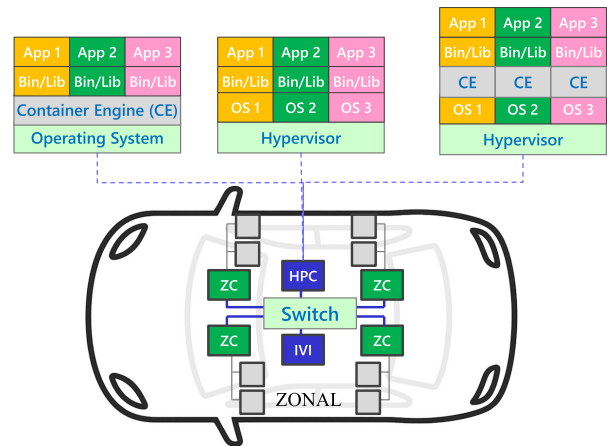 App 1 App 2 App 3
Bin/Lib Bin/Lib Bin/Lib
Container Engine (CE)
Operating System
App 1 App 2 App 3
Bin/Lib Bin/Lib Bin/Lib
OS 1 OS 2 OS 3
Hypervisor
App 1 App 2 App 3
Bin/Lib Bin/Lib Bin/Lib
CE CE CE
OS 1 OS 2 OS 3
Hypervisor
ZC HPC ZC
Switch
ZC IVI ZC
ZONAL